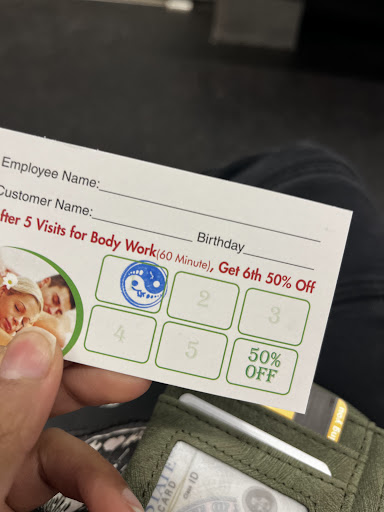 Employee Name:
Customer Name:
Birthday
fter 5 Visits for Body Work(60 Minute), Get 6th 50% Off
2 3
4 5 50% OFF